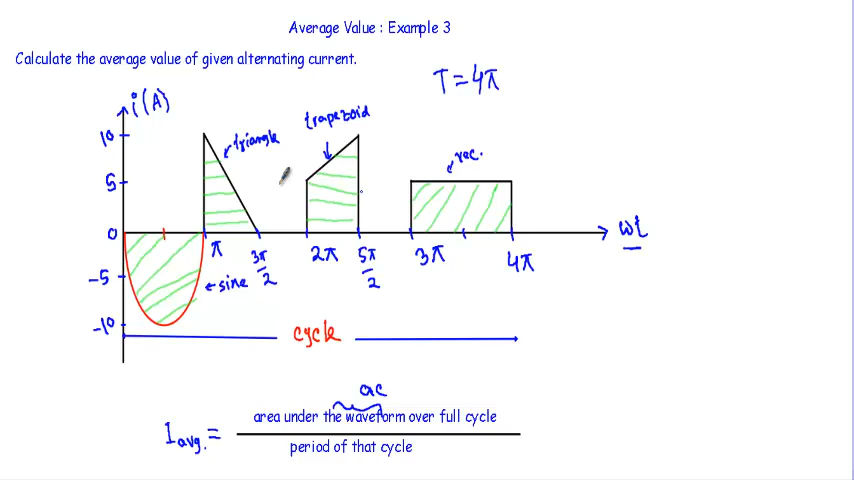 Average Value : Example 3
Calculate the average value of given alternating current.
T = 4π
i(A)
trapezoid
triangle
rec.
10
5
0
-5
-10
π
3π/2
2π
5π/2
3π
4π
ωt
sine
cycle
ac
I avg. =
area under the waveform over full cycle
period of that cycle